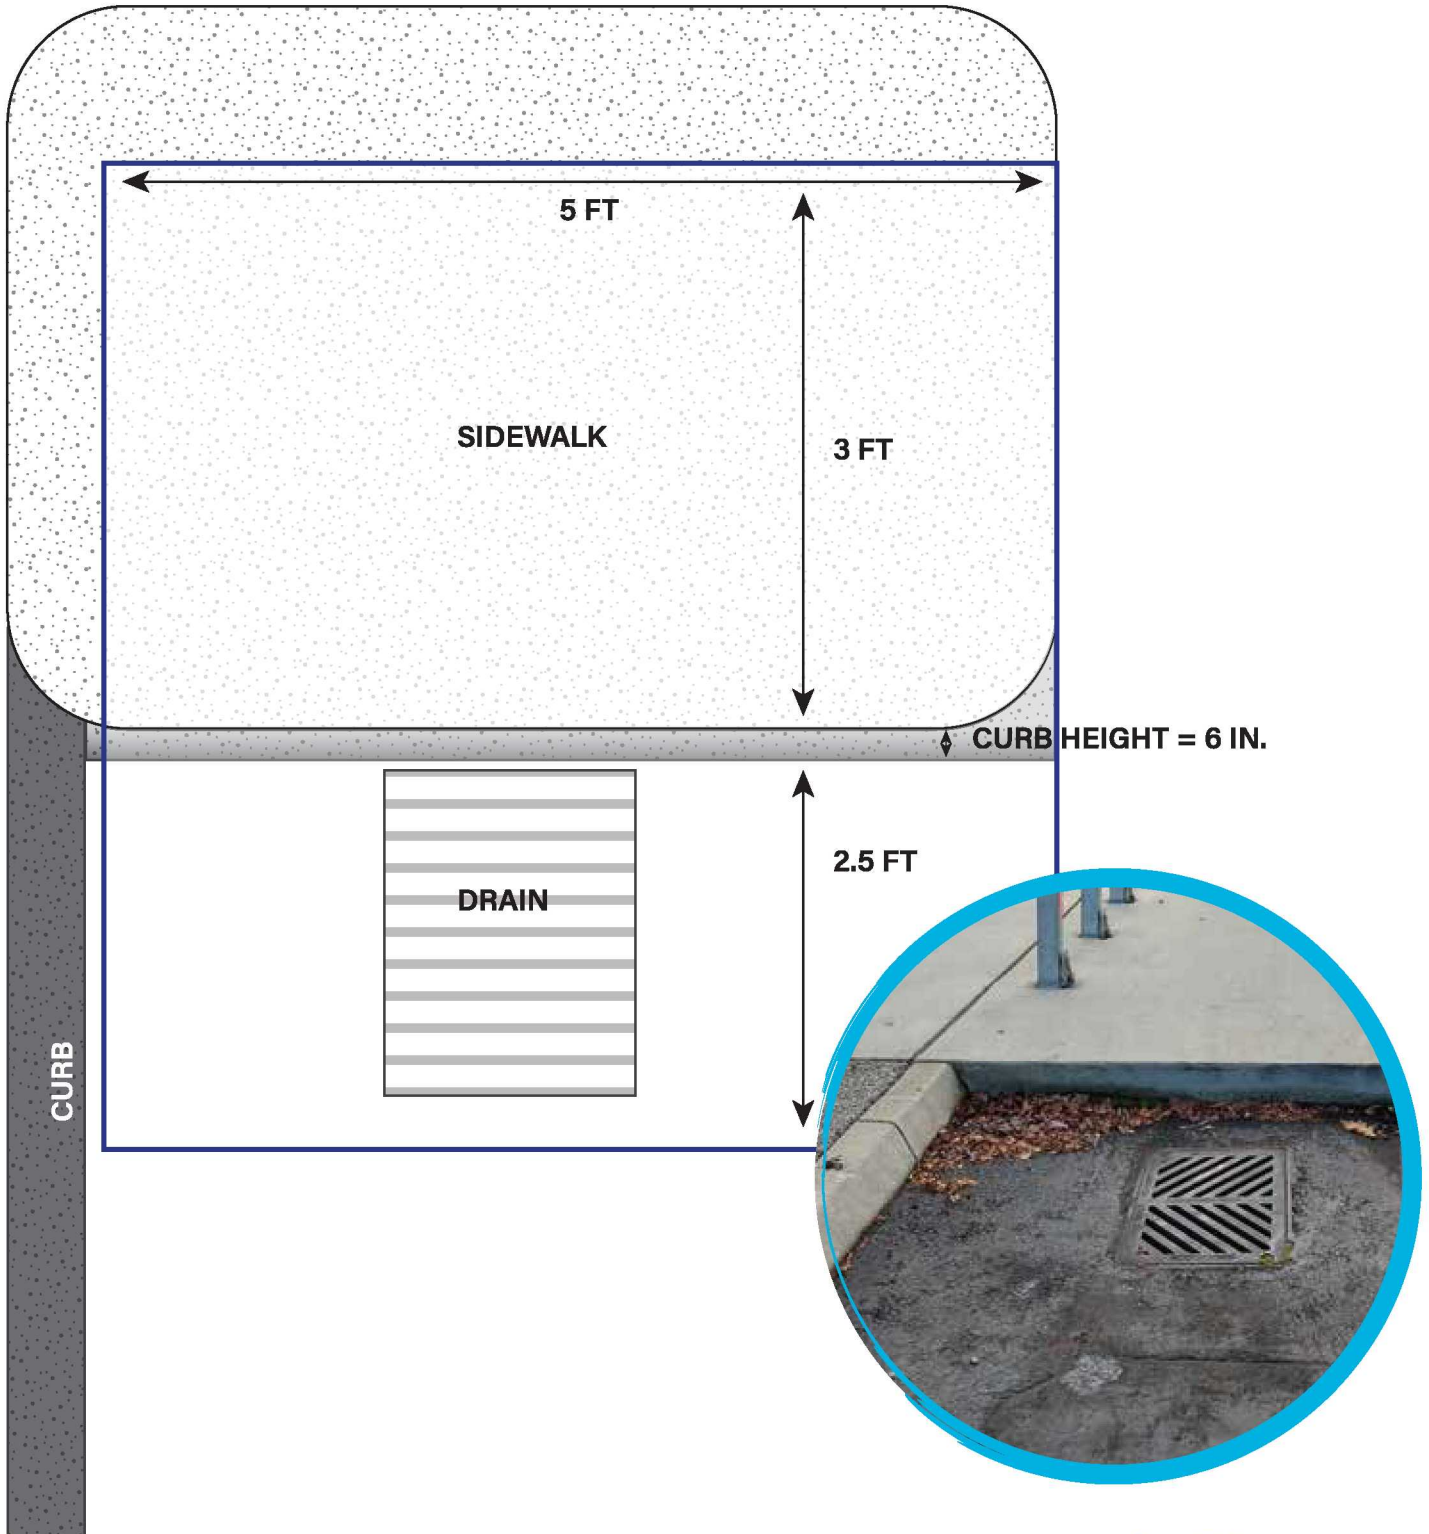 5 FT
SIDEWALK
3 FT
CURB HEIGHT = 6 IN.
2.5 FT
DRAIN
CURB